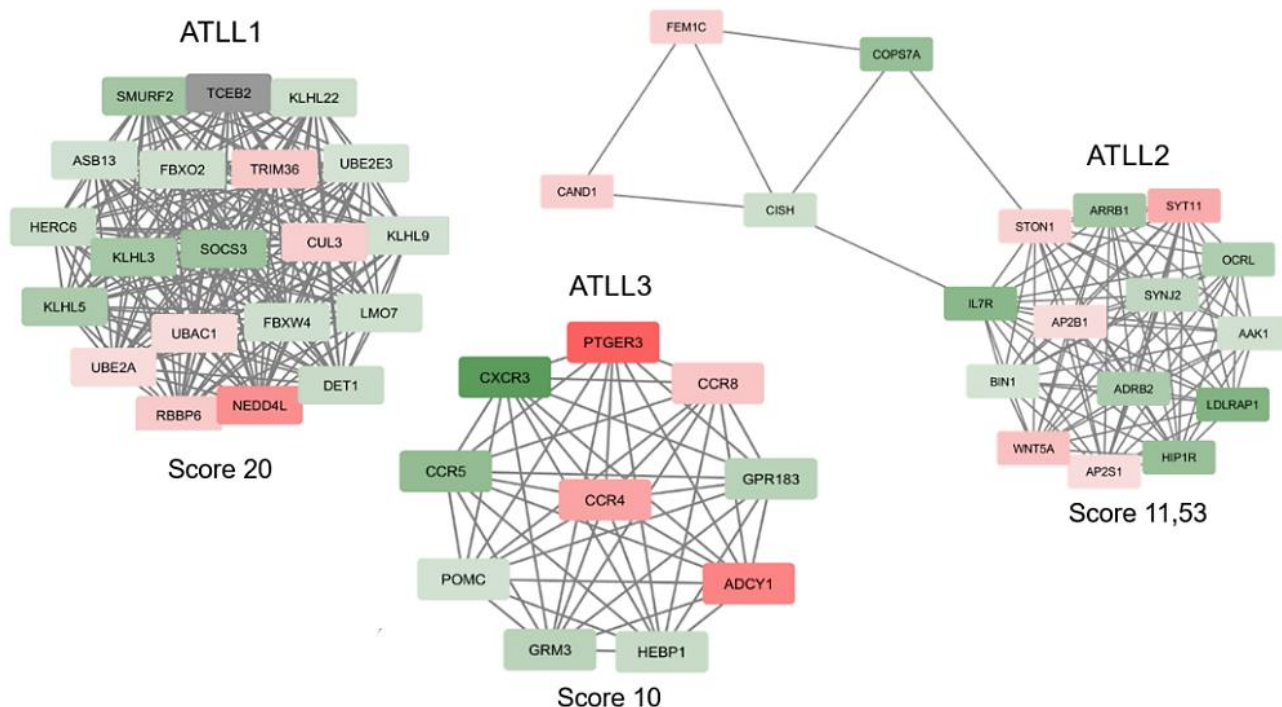 ATLL1
SMURF2
TCEB2
KLHL22
ASB13
FBXO2
TRIM36
UBE2E3
HERC6
KLHL3
SOCS3
CUL3
KLHL9
KLHL5
UBAC1
FBXW4
LMO7
UBE2A
DET1
RBBP6
NEDD4L
Score 20
FEM1C
COPS7A
CAND1
CISH
ATLL2
STON1
ARRB1
SYT11
OCRL
IL7R
SYNJ2
AP2B1
AAK1
BIN1
ADRB2
LDLRAP1
WNT5A
AP2S1
HIP1R
Score 11,53
ATLL3
PTGER3
CXCR3
CCR8
CCR5
CCR4
GPR183
POMC
ADCY1
GRM3
HEBP1
Score 10